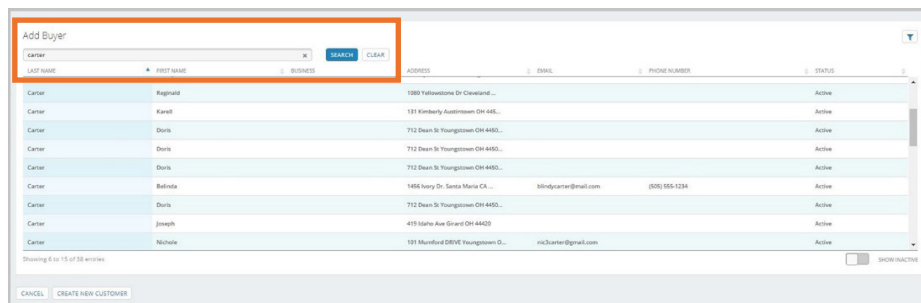 Add Buyer
carter x SEARCH CLEAR
LAST NAME FIRST NAME BUSINESS ADDRESS EMAIL PHONE NUMBER STATUS
Carter Reginald 1080 Yellowstone Dr Cleveland ... Active
Carter Karell 131 Kimberly Austintown OH 445... Active
Carter Doris 712 Dean St Youngstown OH 4450... Active
Carter Doris 712 Dean St Youngstown OH 4450... Active
Carter Doris 712 Dean St Youngstown OH 4450... Active
Carter Belinda 1456 Ivory Dr. Santa Maria CA ... blindycarter@mail.com (505) 555-1234 Active
Carter Doris 712 Dean St Youngstown OH 4450... Active
Carter Joseph 419 Idaho Ave Girard OH 44420 Active
Carter Nichole 101 Mumford DRIVE Youngstown O... nic3carter@gmail.com Active
Showing 6 to 15 of 58 entries SHOW INACTIVE
CANCEL CREATE NEW CUSTOMER